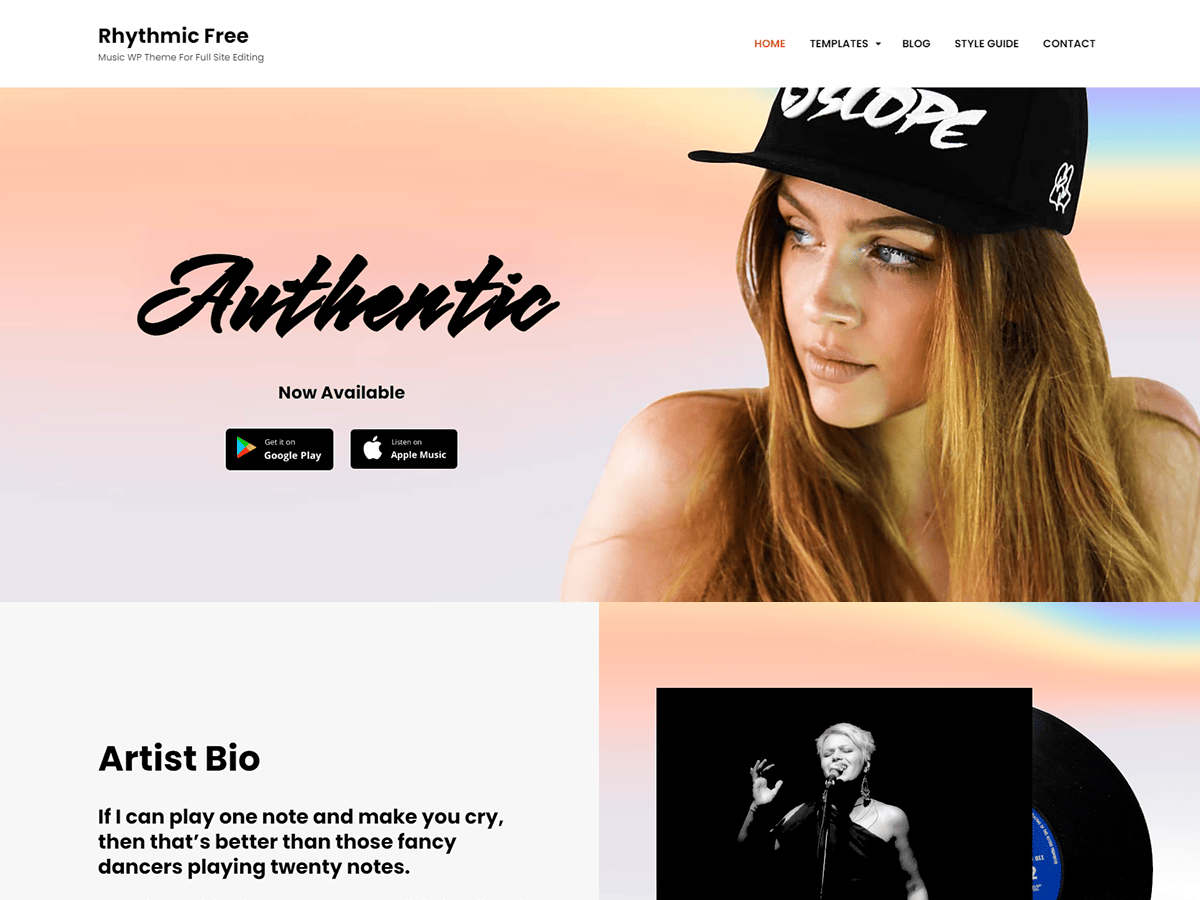 Rhythmic Free
Music WP Theme For Full Site Editing
HOME TEMPLATES BLOG STYLE GUIDE CONTACT
SCOPE
Authentic
Now Available
Get it on
Google Play
Listen on
Apple Music
Artist Bio
If I can play one note and make you cry,
then that’s better than those fancy
dancers playing twenty notes.